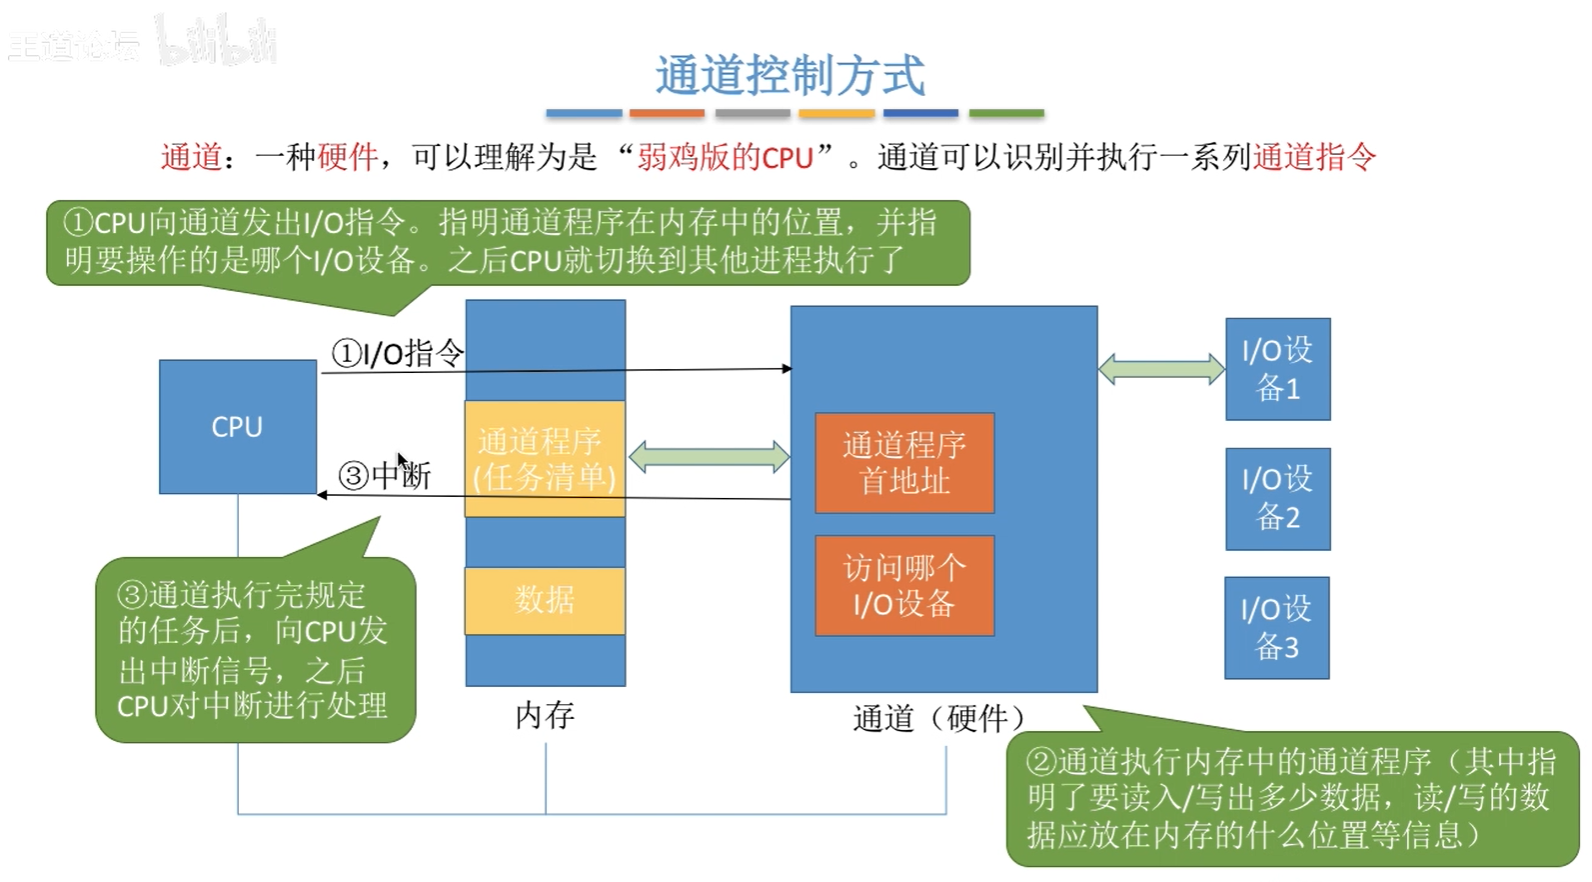 王道论坛 bilibili
通道控制方式
通道：一种硬件，可以理解为是“弱鸡版的CPU”。通道可以识别并执行一系列通道指令
①CPU向通道发出I/O指令。指明通道程序在内存中的位置，并指
明要操作的是哪个I/O设备。之后CPU就切换到其他进程执行了
①I/O指令
CPU
③中断
通道程序
(任务清单)
数据
内存
通道程序
首地址
访问哪个
I/O设备
通道（硬件）
I/O设
备1
I/O设
备2
I/O设
备3
③通道执行完规定
的任务后，向CPU发
出中断信号，之后
CPU对中断进行处理
②通道执行内存中的通道程序（其中指
明了要读入/写出多少数据，读/写的数
据应放在内存的什么位置等信息）